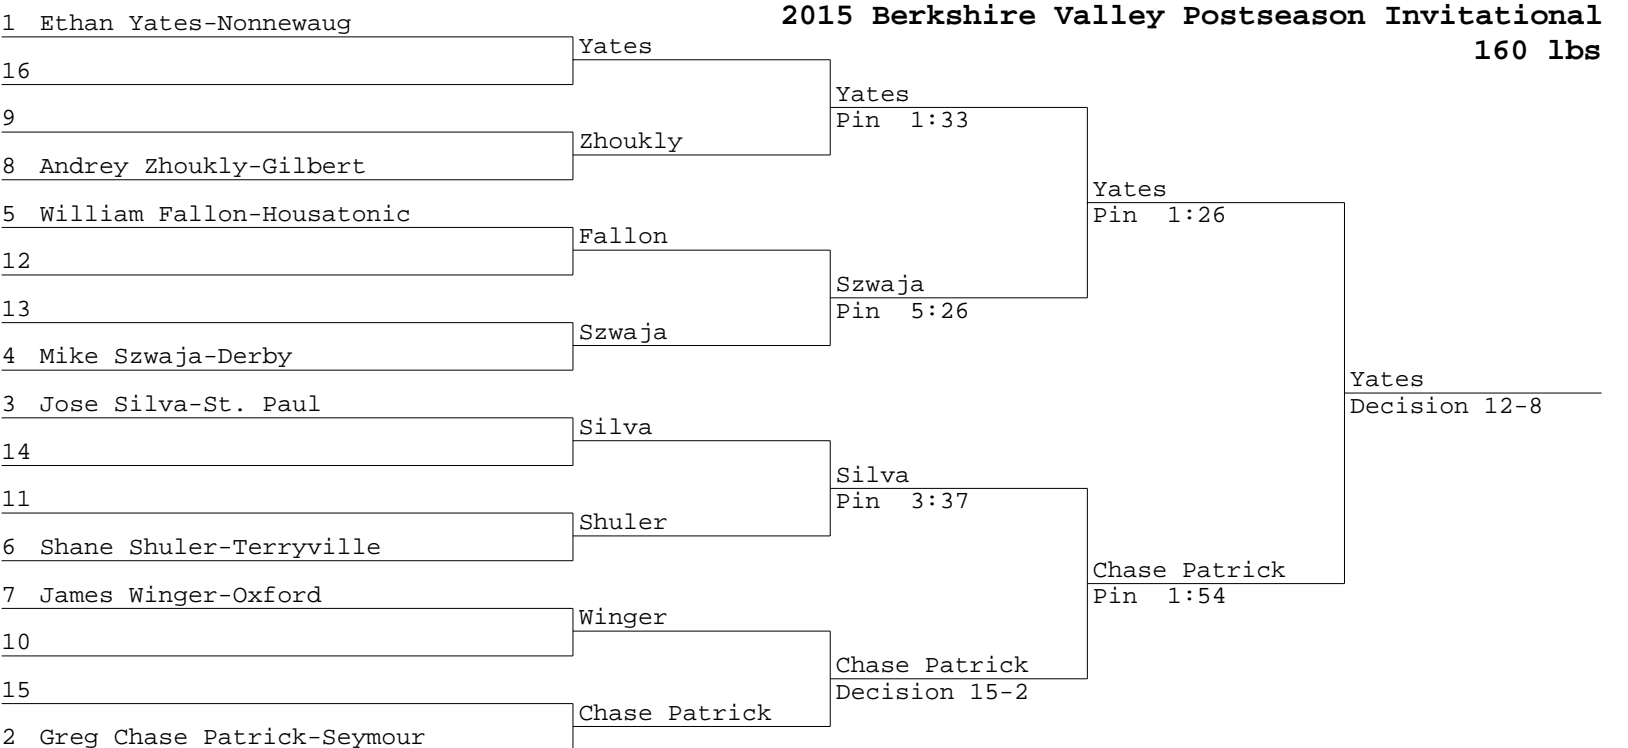 2015 Berkshire Valley Postseason Invitational
160 lbs
1 Ethan Yates-Nonnewaug
16
9
8 Andrey Zhoukly-Gilbert
5 William Fallon-Housatonic
12
13
4 Mike Szwaja-Derby
3 Jose Silva-St. Paul
14
11
6 Shane Shuler-Terryville
7 James Winger-Oxford
10
15
2 Greg Chase Patrick-Seymour
Yates
Zhoukly
Fallon
Szwaja
Silva
Shuler
Winger
Chase Patrick
Yates
Pin 1:33
Szwaja
Pin 5:26
Silva
Pin 3:37
Chase Patrick
Decision 15-2
Yates
Pin 1:26
Chase Patrick
Pin 1:54
Yates
Decision 12-8